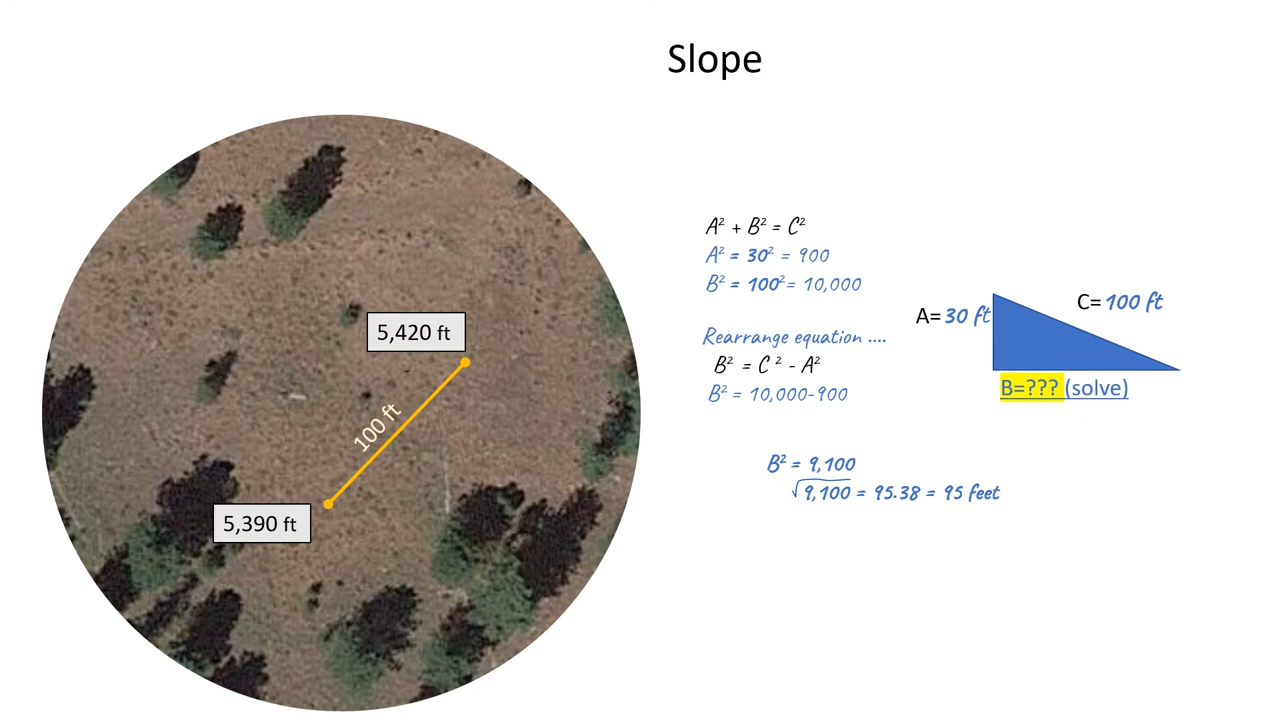 Slope
5,420 ft
100 ft
5,390 ft
A² + B² = C²
A² = 30² = 900
B² = 100² = 10,000
Rearrange equation ....
B² = C² - A²
B² = 10,000-900
B² = 9,100
√9,100 = 95.38 = 95 feet
A= 30 ft
C= 100 ft
B=??? (solve)